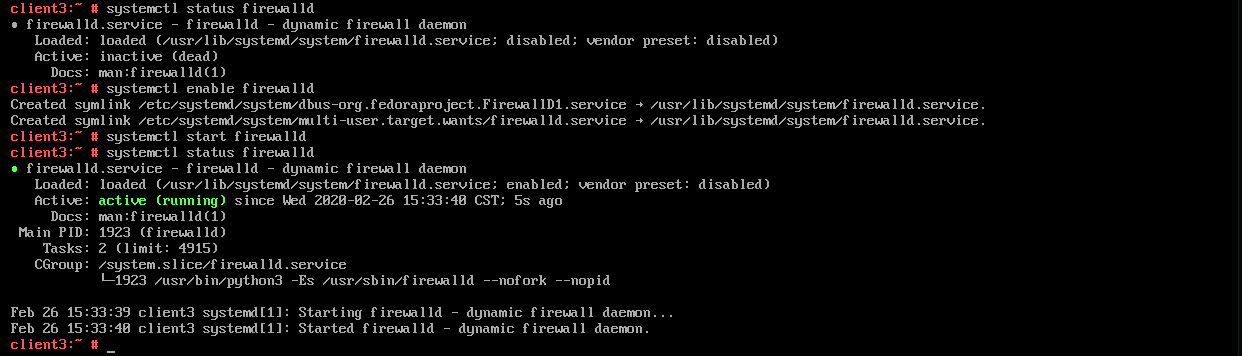 client3:~ # systemctl status firewalld
● firewalld.service - firewalld - dynamic firewall daemon
   Loaded: loaded (/usr/lib/systemd/system/firewalld.service; disabled; vendor preset: disabled)
   Active: inactive (dead)
     Docs: man:firewalld(1)
client3:~ # systemctl enable firewalld
Created symlink /etc/systemd/system/dbus-org.fedoraproject.FirewallD1.service → /usr/lib/systemd/system/firewalld.service.
Created symlink /etc/systemd/system/multi-user.target.wants/firewalld.service → /usr/lib/systemd/system/firewalld.service.
client3:~ # systemctl start firewalld
client3:~ # systemctl status firewalld
● firewalld.service - firewalld - dynamic firewall daemon
   Loaded: loaded (/usr/lib/systemd/system/firewalld.service; enabled; vendor preset: disabled)
   Active: active (running) since Wed 2020-02-26 15:33:40 CST; 5s ago
     Docs: man:firewalld(1)
 Main PID: 1923 (firewalld)
    Tasks: 2 (limit: 4915)
   CGroup: /system.slice/firewalld.service
           └─1923 /usr/bin/python3 -Es /usr/sbin/firewalld --nofork --nopid

Feb 26 15:33:39 client3 systemd[1]: Starting firewalld - dynamic firewall daemon...
Feb 26 15:33:40 client3 systemd[1]: Started firewalld - dynamic firewall daemon.
client3:~ # _